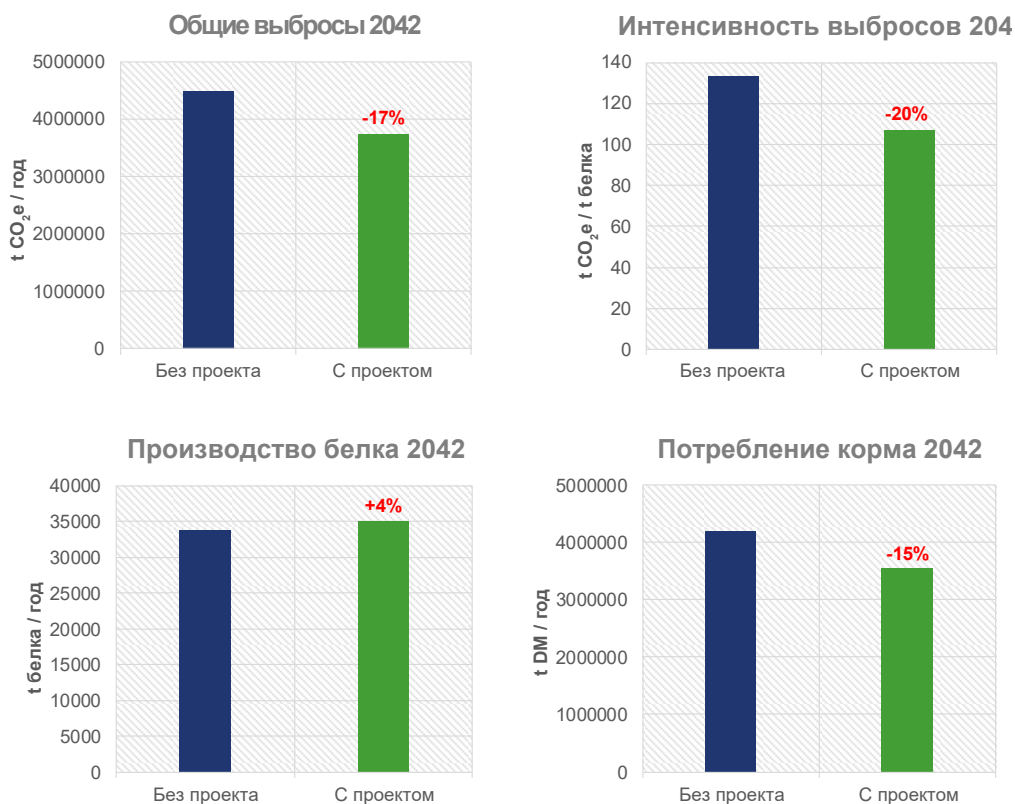 Общие выбросы 2042
5000000
4000000
3000000
2000000
1000000
0
t CO₂e / год
-17%
Без проекта
С проектом
Интенсивность выбросов 204
140
120
100
80
60
40
20
0
t CO₂e / t белка
-20%
Без проекта
С проектом
Производство белка 2042
40000
35000
30000
25000
20000
15000
10000
5000
0
t белка / год
+4%
Без проекта
С проектом
Потребление корма 2042
5000000
4000000
3000000
2000000
1000000
0
t DM / год
-15%
Без проекта
С проектом